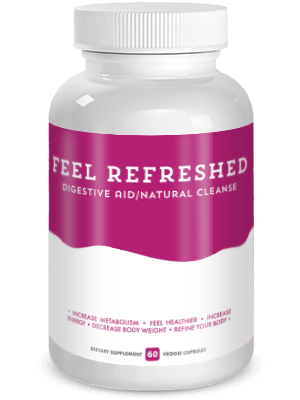 FEEL REFRESHED
DIGESTIVE AID/NATURAL CLEANSE
• INCREASE METABOLISM • FEEL HEALTHIER • INCREASE
ENERGY • DECREASE BODY WEIGHT • REFINE YOUR BODY •
DIETARY SUPPLEMENT 60 VEGGIE CAPSULES